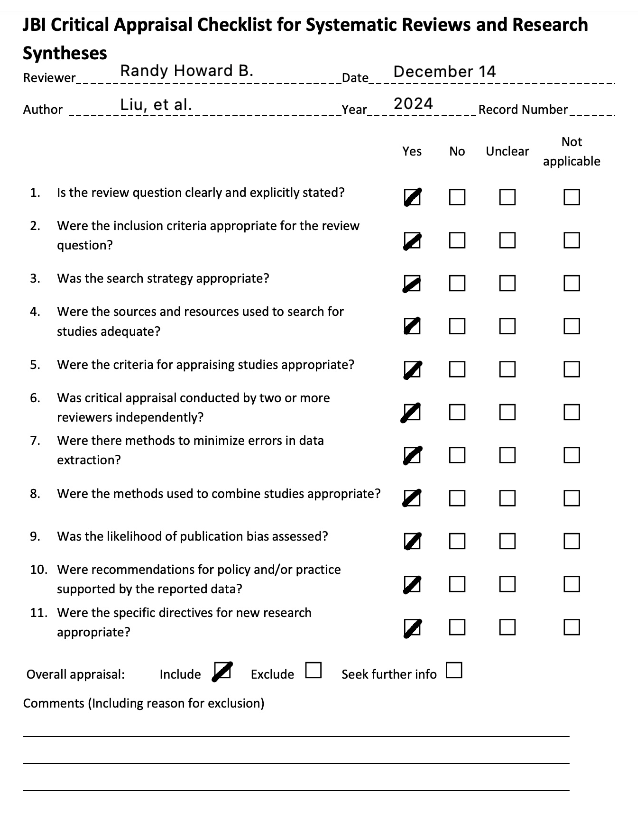 JBI Critical Appraisal Checklist for Systematic Reviews and Research
Syntheses
Reviewer Randy Howard B. Date December 14
Author Liu, et al. Year 2024 Record Number
Yes No Unclear Not applicable
1. Is the review question clearly and explicitly stated?
2. Were the inclusion criteria appropriate for the review
question?
3. Was the search strategy appropriate?
4. Were the sources and resources used to search for
studies adequate?
5. Were the criteria for appraising studies appropriate?
6. Was critical appraisal conducted by two or more
reviewers independently?
7. Were there methods to minimize errors in data
extraction?
8. Were the methods used to combine studies appropriate?
9. Was the likelihood of publication bias assessed?
10. Were recommendations for policy and/or practice
supported by the reported data?
11. Were the specific directives for new research
appropriate?
Overall appraisal: Include Exclude Seek further info
Comments (Including reason for exclusion)